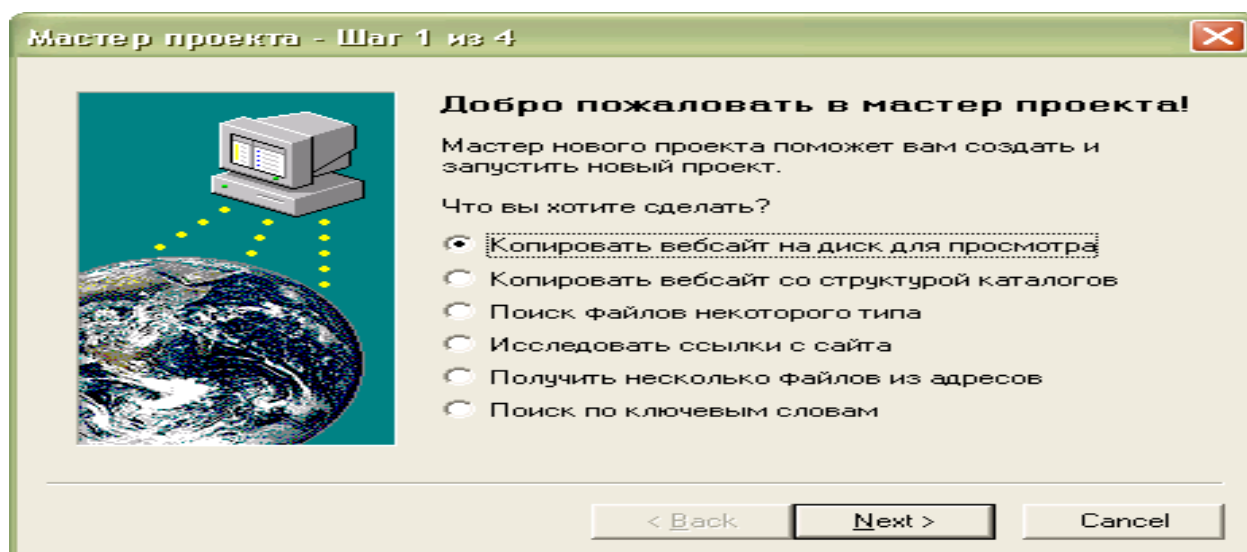 Мастер проекта - Шаг 1 из 4
Добро пожаловать в мастер проекта!
Мастер нового проекта поможет вам создать и
запустить новый проект.
Что вы хотите сделать?
Копировать вебсайт на диск для просмотра
Копировать вебсайт со структурой каталогов
Поиск файлов некоторого типа
Исследовать ссылки с сайта
Получить несколько файлов из адресов
Поиск по ключевым словам
< Back
Next >
Cancel